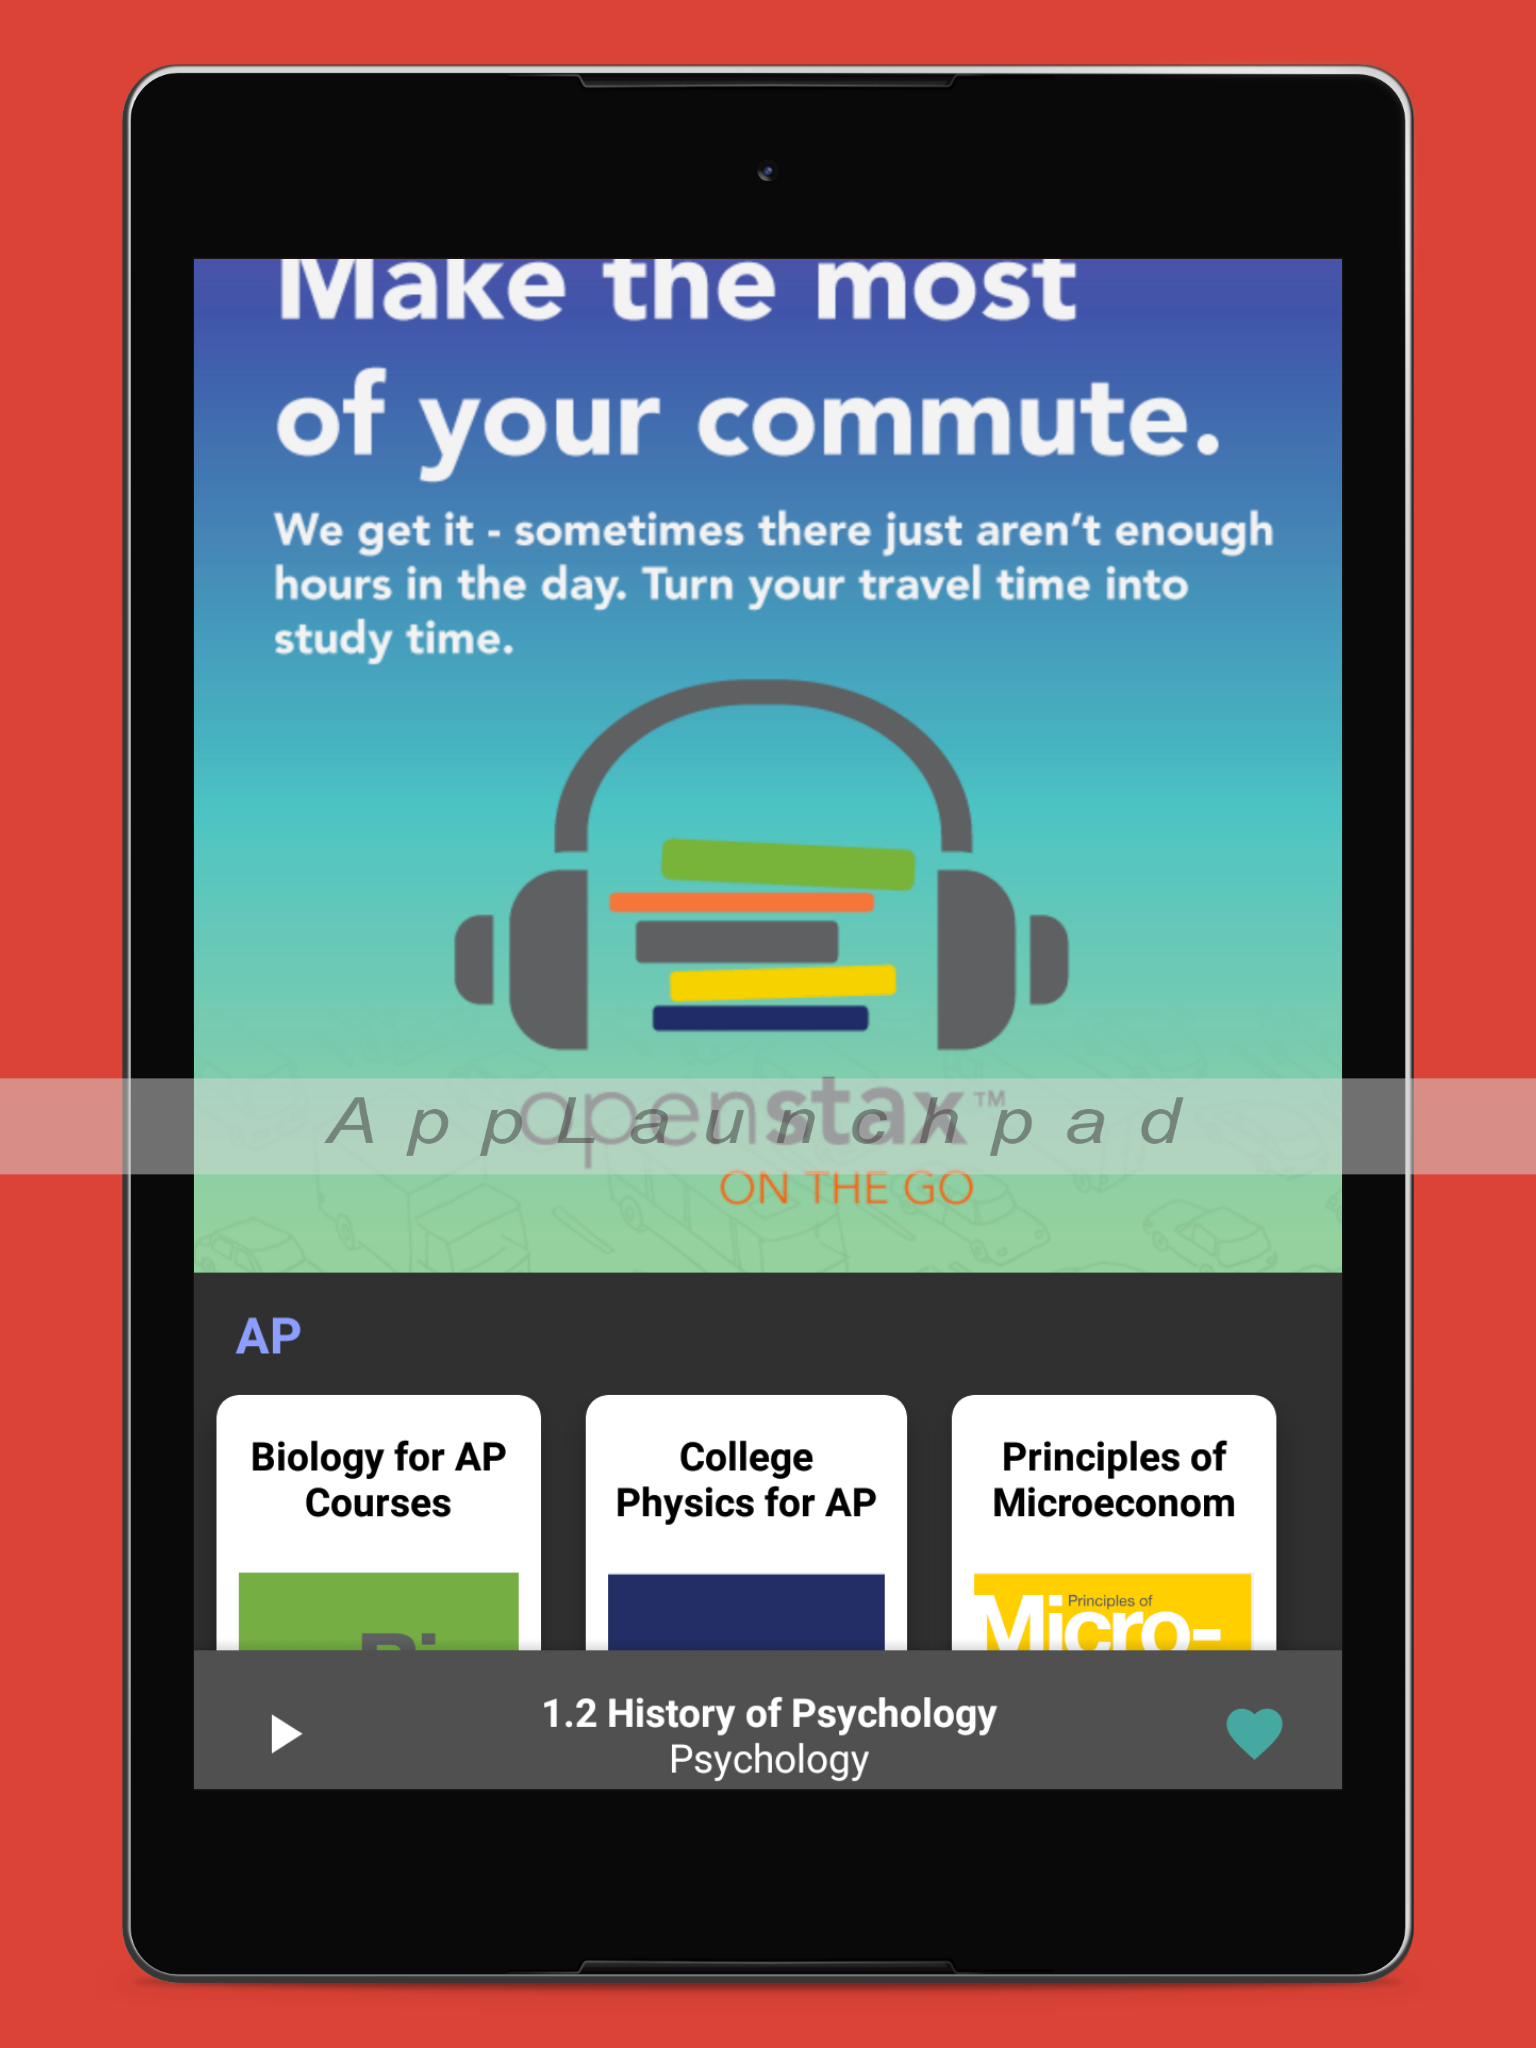 Make the most
of your commute.
We get it - sometimes there just aren't enough
hours in the day. Turn your travel time into
study time.
openstax™
AppLaunchpad
ON THE GO
AP
Biology for AP
Courses
College
Physics for AP
Principles of
Microeconom
Bi
Principles of
Micro-
1.2 History of Psychology
Psychology